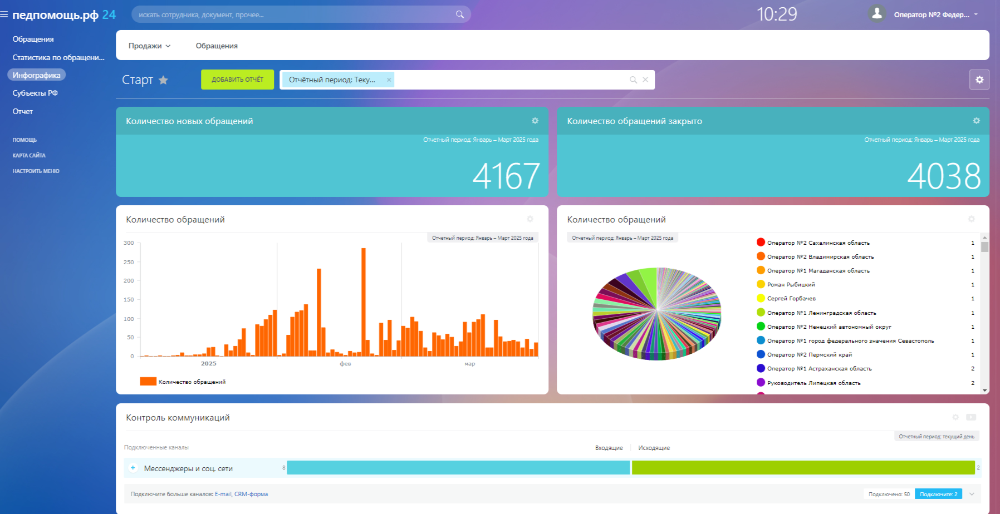 педпомощь.рф 24
искать сотрудника, документ, прочее...
10:29
Оператор №2 Федер...
Обращения
Статистика по обращени...
Инфографика
Субъекты РФ
Отчет
ПОМОЩЬ
КАРТА САЙТА
НАСТРОИТЬ МЕНЮ
Продажи
Обращения
Старт
ДОБАВИТЬ ОТЧЁТ
Отчётный период: Теку...
Количество новых обращений
Отчетный период: Январь – Март 2025 года
4167
Количество обращений закрыто
Отчетный период: Январь – Март 2025 года
4038
Количество обращений
Отчетный период: Январь – Март 2025 года
300
250
200
150
100
50
0
2025
фев
мар
Количество обращений
Количество обращений
Отчетный период: Январь – Март 2025 года
Оператор №2 Сахалинская область 1
Оператор №2 Владимирская область 1
Оператор №1 Магаданская область 1
Роман Рыбицкий 1
Сергей Горбачев 1
Оператор №1 Ленинградская область 1
Оператор №2 Ненецкий автономный округ 1
Оператор №1 город федерального значения Севастополь 1
Оператор №2 Пермский край 1
Оператор №1 Астраханская область 2
Руководитель Липецкая область 2
Контроль коммуникаций
Отчетный период: текущий день
Подключенные каналы
Входящие
Исходящие
Мессенджеры и соц. сети
8
2
Подключите больше каналов: E-mail, CRM-форма
Подключено: 50
Подключите: 2